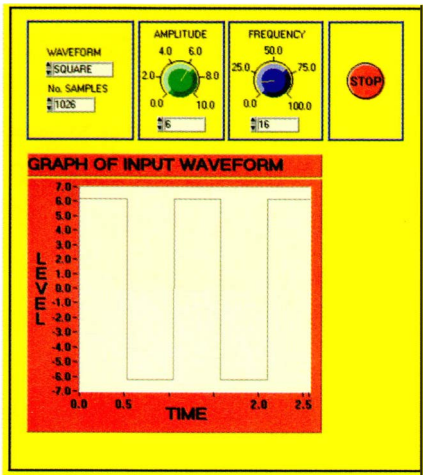 WAVEFORM
SQUARE
No. SAMPLES
1026
AMPLITUDE
4.0 6.0
2.0 8.0
0.0 10.0
6
FREQUENCY
50.0
25.0 75.0
0.0 100.0
16
STOP
GRAPH OF INPUT WAVEFORM
7.0
6.0
5.0
4.0
3.0
2.0
1.0
0.0
-1.0
-2.0
-3.0
-4.0
-5.0
-6.0
-7.0
LEVEL
0.0 0.5 2.0 2.5
TIME